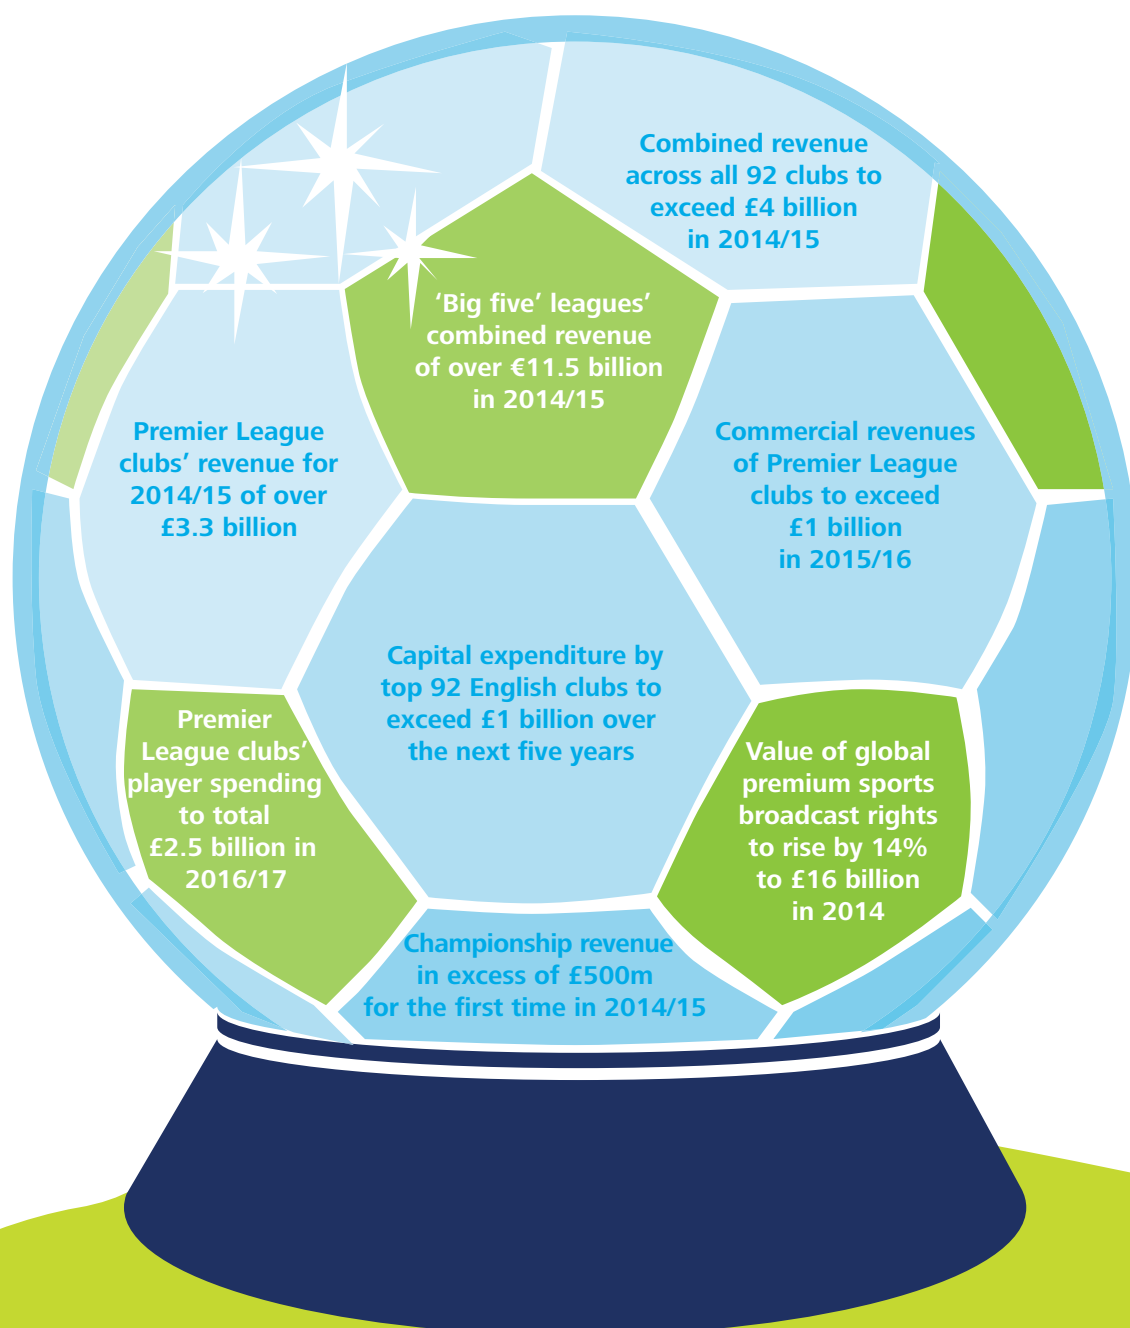 Combined revenue
across all 92 clubs to
exceed £4 billion
in 2014/15
‘Big five’ leagues’
combined revenue
of over €11.5 billion
in 2014/15
Premier League
clubs’ revenue for
2014/15 of over
£3.3 billion
Commercial revenues
of Premier League
clubs to exceed
£1 billion
in 2015/16
Capital expenditure by
top 92 English clubs to
exceed £1 billion over
the next five years
Premier
League clubs’
player spending
to total
£2.5 billion in
2016/17
Value of global
premium sports
broadcast rights
to rise by 14%
to £16 billion
in 2014
Championship revenue
in excess of £500m
for the first time in 2014/15